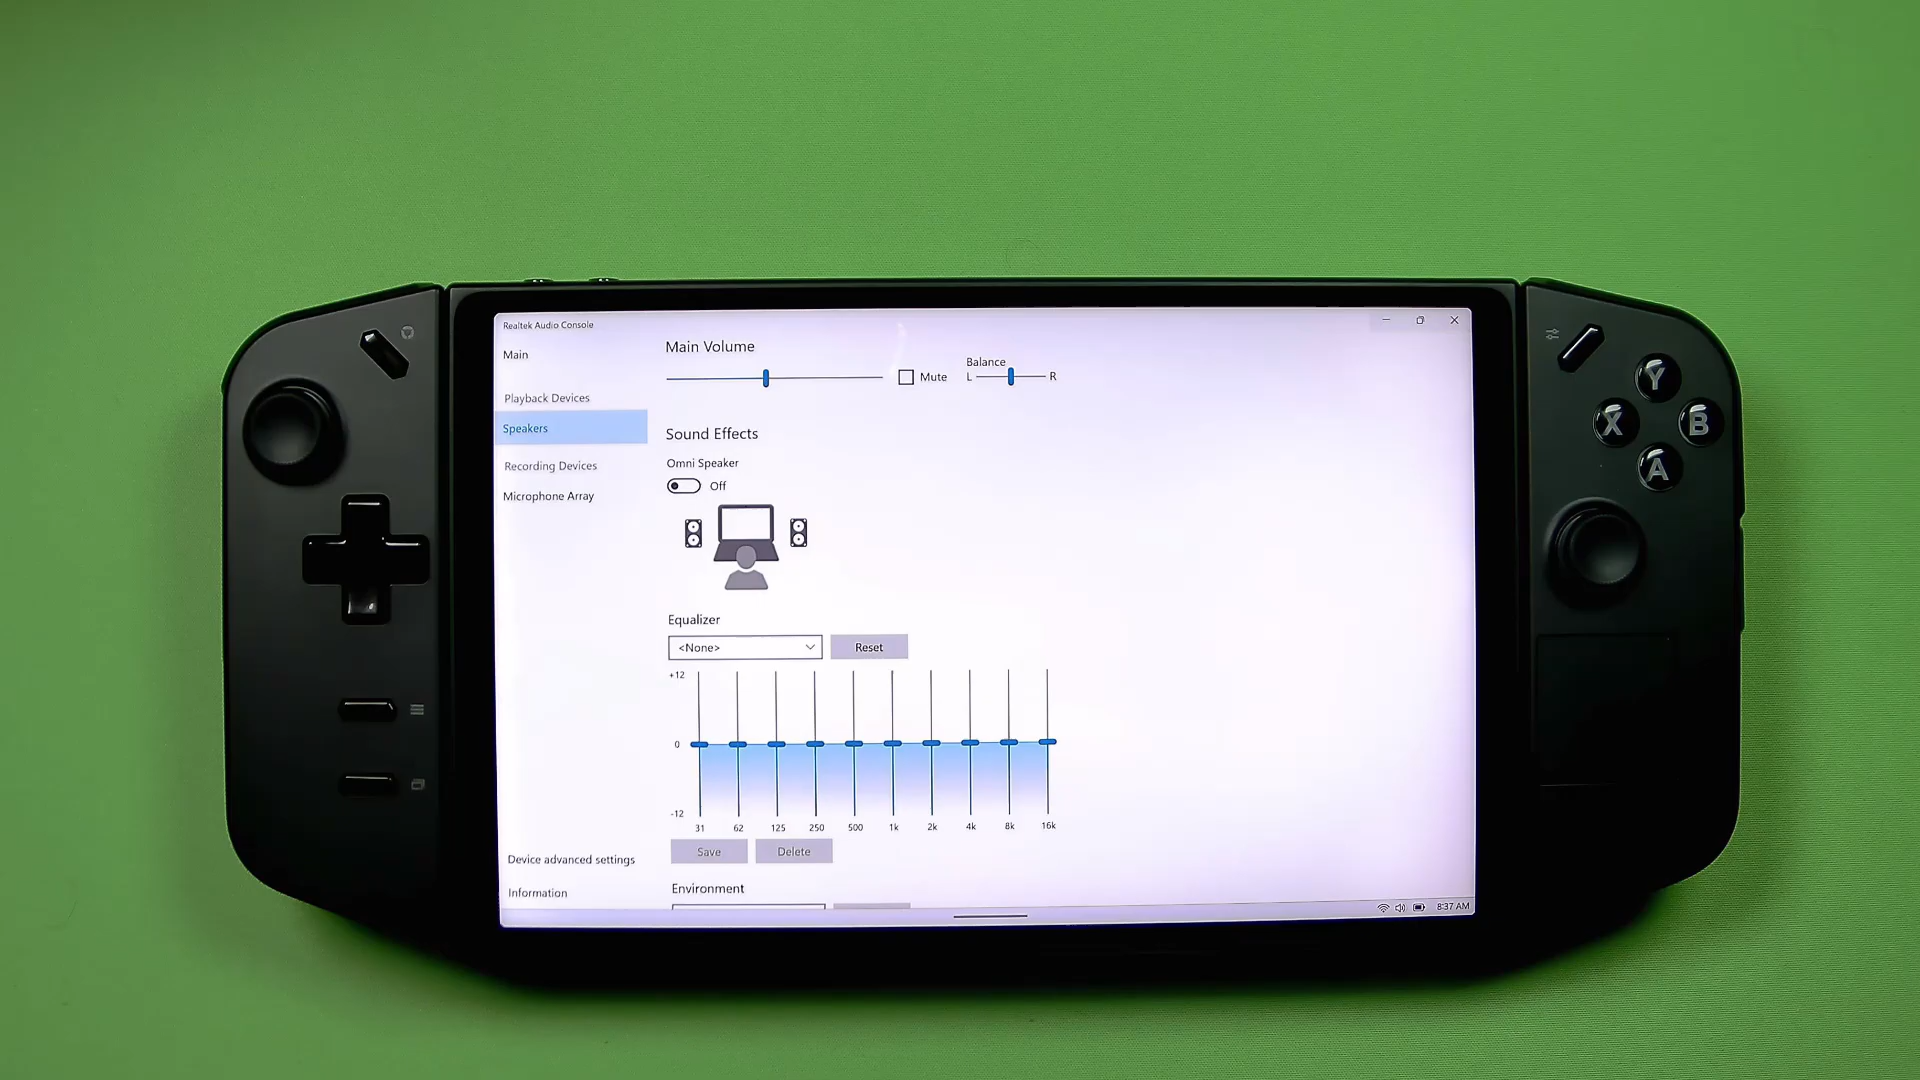 Realtek Audio Console
Main
Playback Devices
Speakers
Recording Devices
Microphone Array
Device advanced settings
Information
Main Volume
Mute
Balance
L R
Sound Effects
Omni Speaker
Off
Equalizer
<None> Reset
+12
0
-12
31 62 125 250 500 1k 2k 4k 8k 16k
Save Delete
Environment
8:37 AM
Y
X B
A